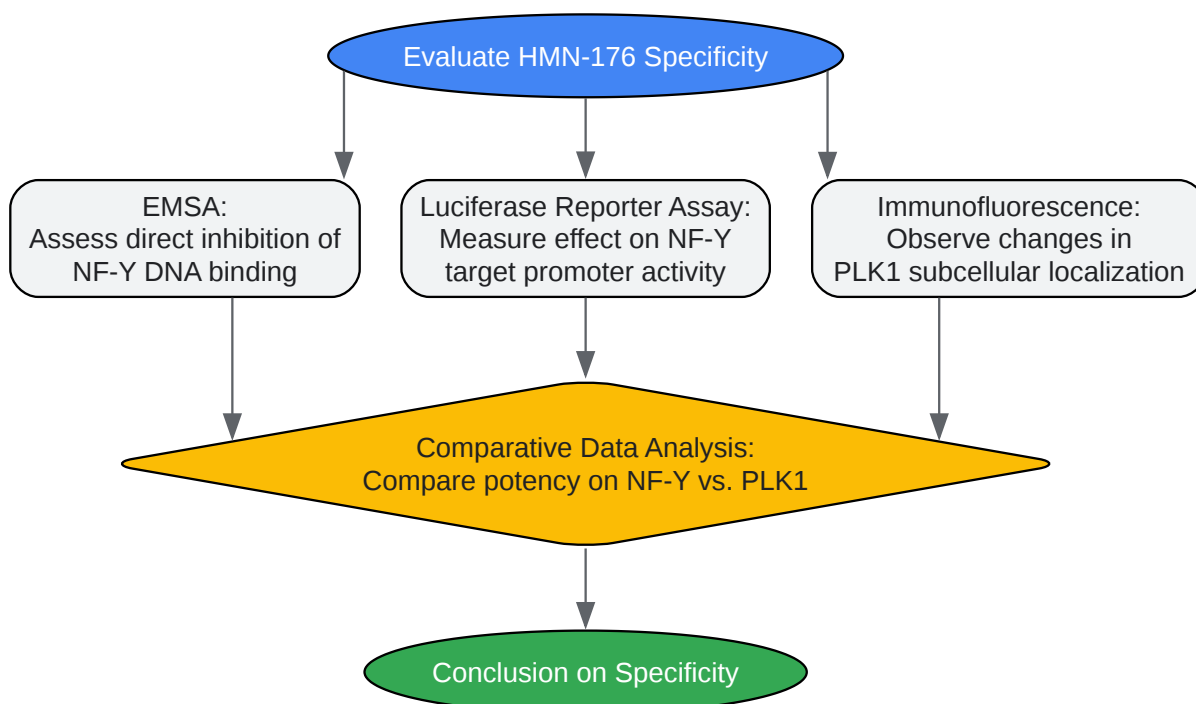 Evaluate HMN-176 Specificity
EMSA:
Assess direct inhibition of
NF-Y DNA binding
Luciferase Reporter Assay:
Measure effect on NF-Y
target promoter activity
Immunofluorescence:
Observe changes in
PLK1 subcellular localization
Comparative Data Analysis:
Compare potency on NF-Y vs. PLK1
Conclusion on Specificity